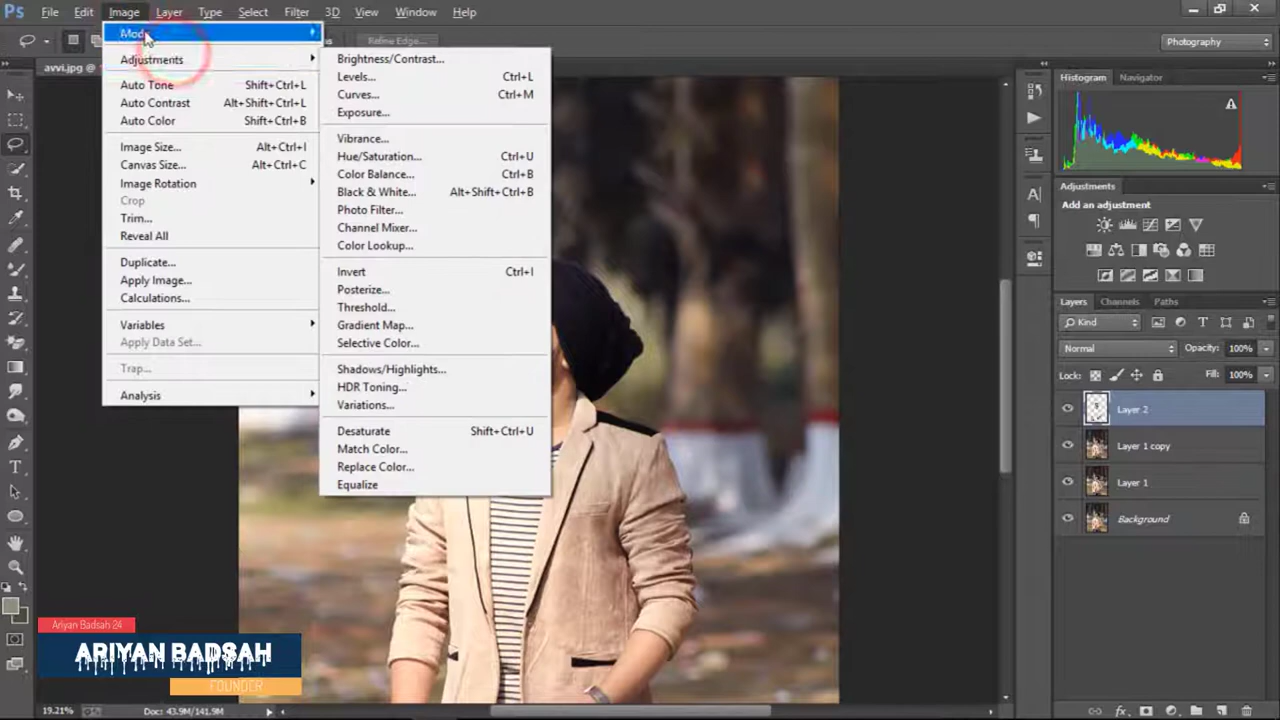 Ps File Edit Image Layer Type Select Filter 3D View Window Help
Refine Edge...
Photography
avvi.jpg @
Mode
Adjustments
Auto Tone Shift+Ctrl+L
Auto Contrast Alt+Shift+Ctrl+L
Auto Color Shift+Ctrl+B
Image Size... Alt+Ctrl+I
Canvas Size... Alt+Ctrl+C
Image Rotation
Crop
Trim...
Reveal All
Duplicate...
Apply Image...
Calculations...
Variables
Apply Data Set...
Trap...
Analysis
Brightness/Contrast...
Levels... Ctrl+L
Curves... Ctrl+M
Exposure...
Vibrance...
Hue/Saturation... Ctrl+U
Color Balance... Ctrl+B
Black & White... Alt+Shift+Ctrl+B
Photo Filter...
Channel Mixer...
Color Lookup...
Invert Ctrl+I
Posterize...
Threshold...
Gradient Map...
Selective Color...
Shadows/Highlights...
HDR Toning...
Variations...
Desaturate Shift+Ctrl+U
Match Color...
Replace Color...
Equalize
Histogram Navigator
Adjustments
Add an adjustment
Layers Channels Paths
Kind
Normal Opacity: 100%
Lock: Fill: 100%
Layer 2
Layer 1 copy
Layer 1
Background
Ariyan Badsah 24
ARIYAN BADSAH
FOUNDER
19.21% Doc: 43.9M/141.9M